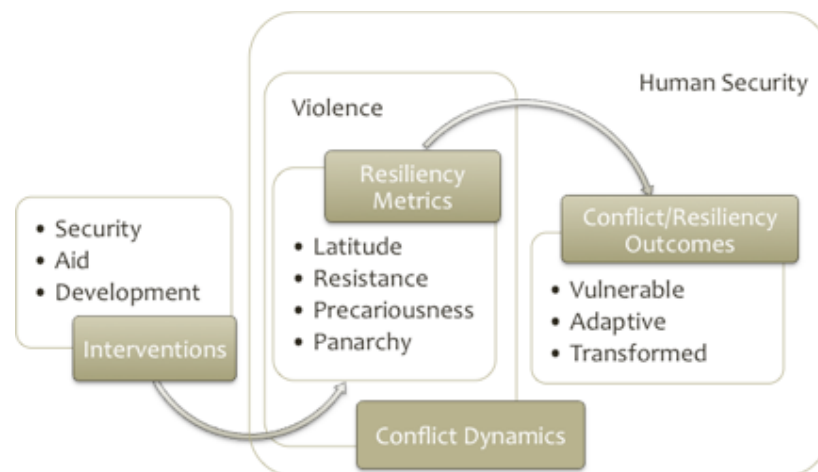 Human Security
Violence
Resiliency
Metrics
• Security
• Aid
• Development
Interventions
• Latitude
• Resistance
• Precariousness
• Panarchy
Conflict/Resiliency
Outcomes
• Vulnerable
• Adaptive
• Transformed
Conflict Dynamics